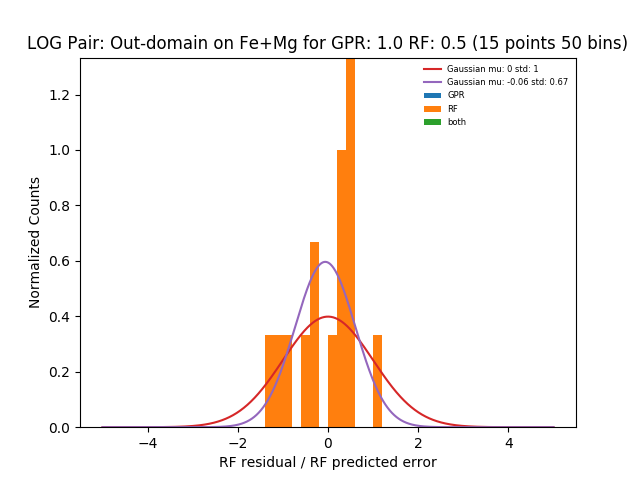 LOG Pair: Out-domain on Fe+Mg for GPR: 1.0 RF: 0.5 (15 points 50 bins)
Gaussian mu: 0 std: 1
Gaussian mu: -0.06 std: 0.67
GPR
RF
both
Normalized Counts
1.2
1.0
0.8
0.6
0.4
0.2
0.0
−4 −2 0 2 4
RF residual / RF predicted error